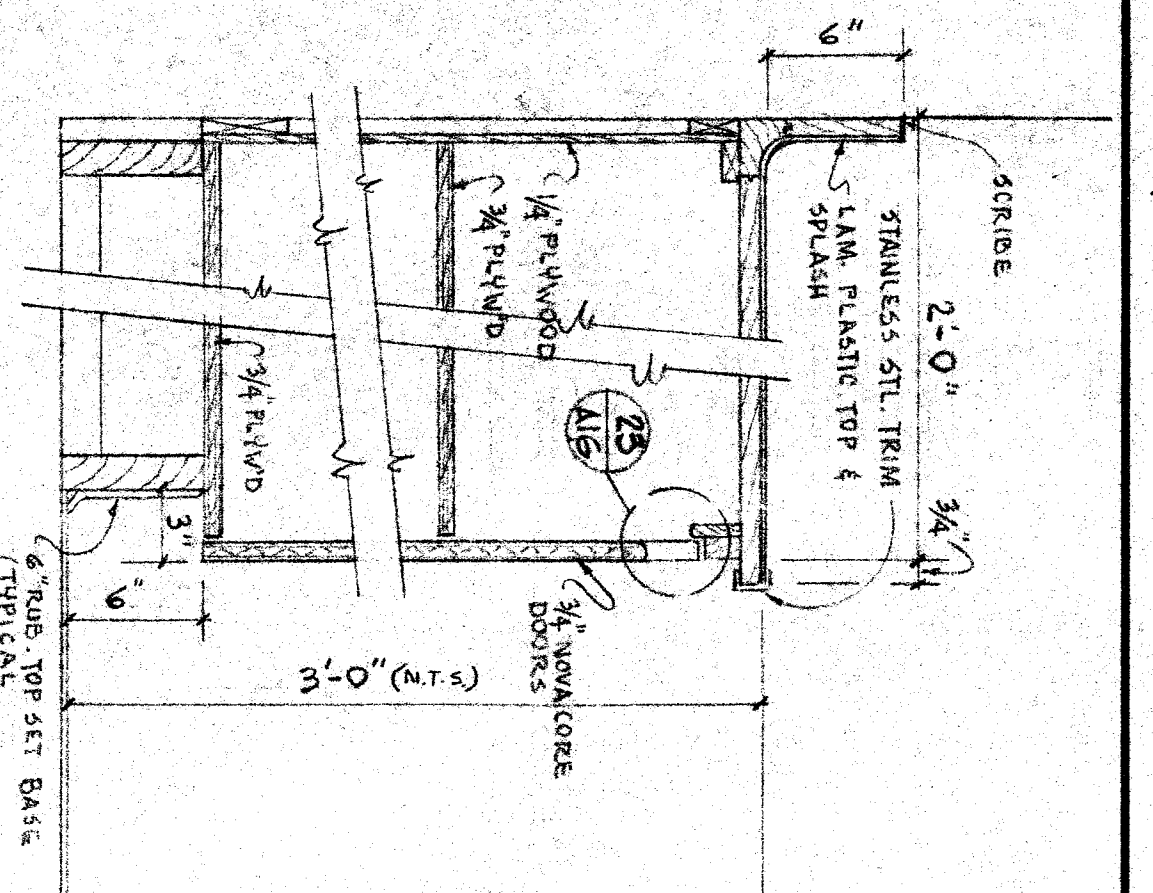 6"
SCRIBE
2'-0"
STAINLESS STL. TRIM
LAM. PLASTIC TOP &
SPLASH
3/4"
1/4" PLYWOOD
3/4" PLYW'D
3/4" PLYW'D
23
A16
3"
6"
3/4" NOVACORE
DOORS
3'-0" (N.T.S.)
6" RUB. TOP SET BASE
(TYPICAL